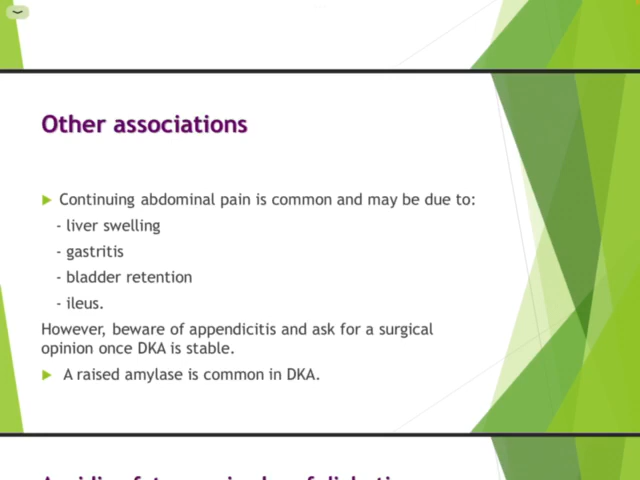 Other associations
Continuing abdominal pain is common and may be due to:
- liver swelling
- gastritis
- bladder retention
- ileus.
However, beware of appendicitis and ask for a surgical
opinion once DKA is stable.
A raised amylase is common in DKA.